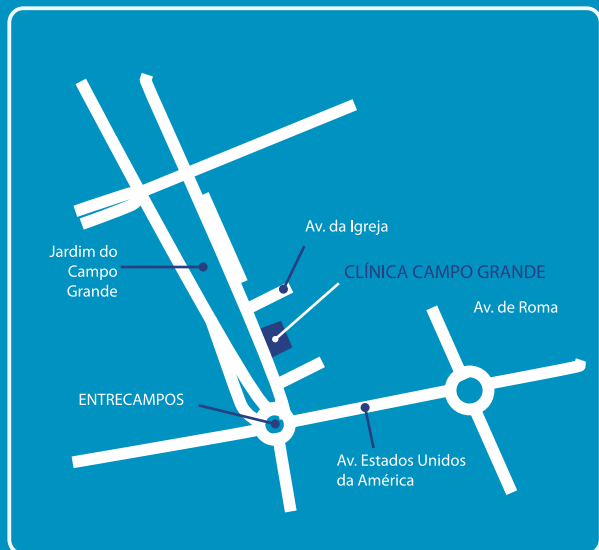 Av. da Igreja
Jardim do
Campo
Grande
CLÍNICA CAMPO GRANDE
Av. de Roma
ENTRECAMPOS
Av. Estados Unidos
da América